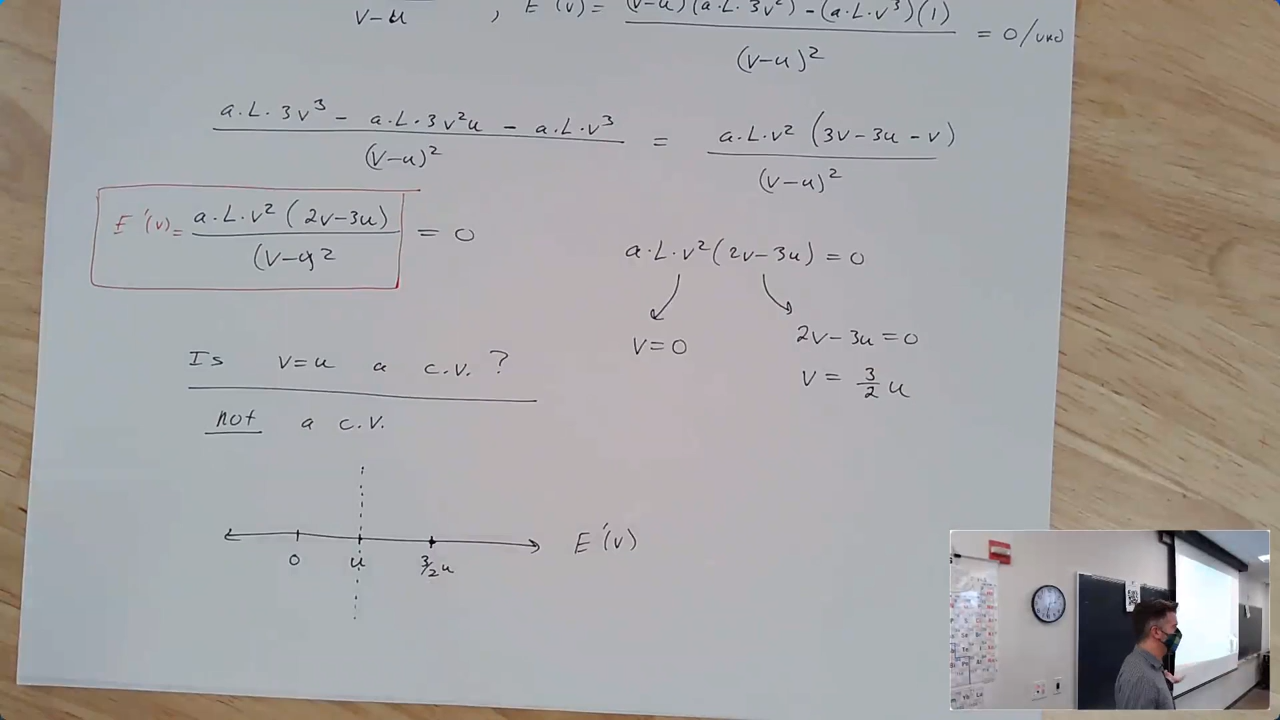 v-u , E'(v) = (v-u)(a.L.3v²) - (a.L.v³)(1) / (v-u)² = 0/und
a.L.3v³ - a.L.3v²u - a.L.v³ / (v-u)² = a.L.v² (3v-3u-v) / (v-u)²
E'(v) = a.L.v² (2v-3u) / (v-u)² = 0
a.L.v²(2v-3u) = 0
v=0
2v-3u=0
v = 3/2 u
Is v=u a c.v.?
not a c.v.
0 u 3/2u E'(v)